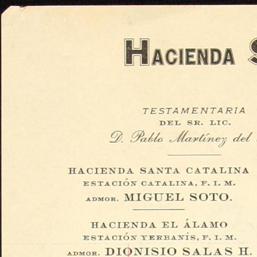 HACIENDA S
TESTAMENTARIA
DEL SR. LIC.
D. Pablo Martínez del
HACIENDA SANTA CATALINA
ESTACIÓN CATALINA, F. I. M.
ADMOR. MIGUEL SOTO.
HACIENDA EL ÁLAMO
ESTACIÓN YERBANÍS, F. I. M.
ADMOR. DIONISIO SALAS H.